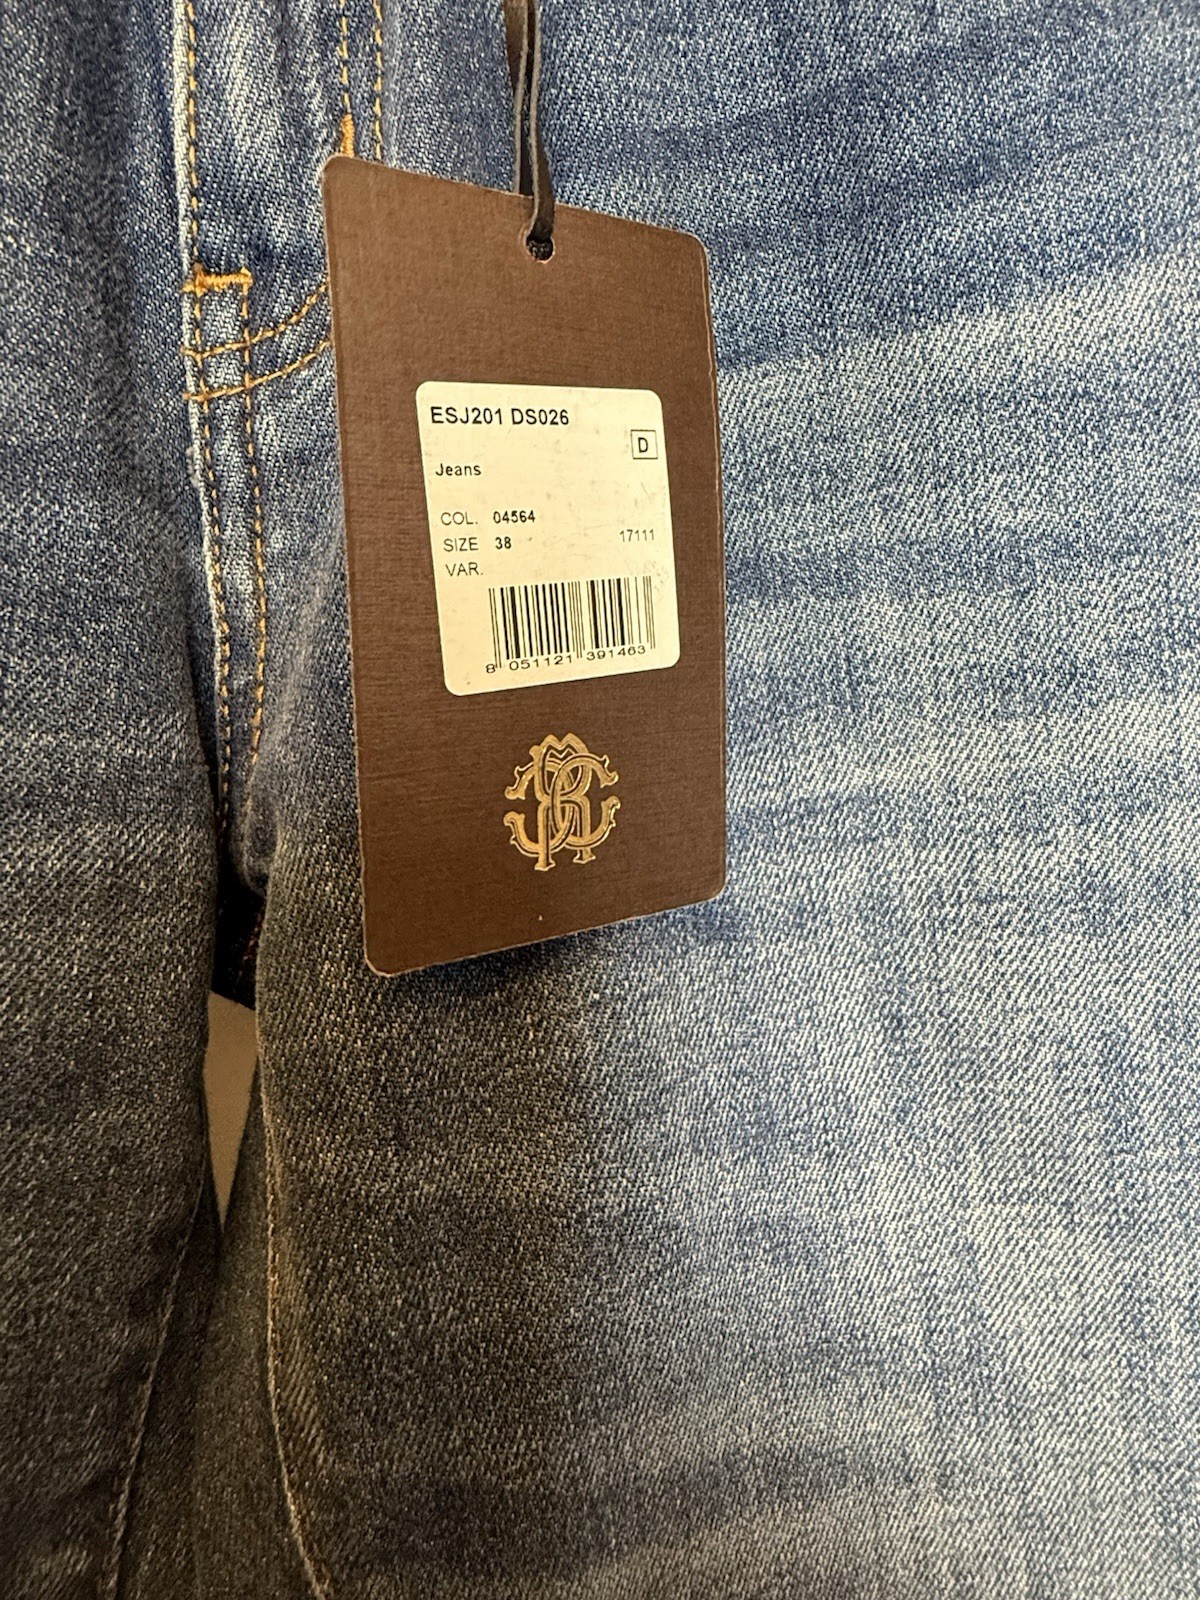 ESJ201 DS026
D
Jeans
COL. 04564
SIZE 38 17111
VAR.
8 051121 391463